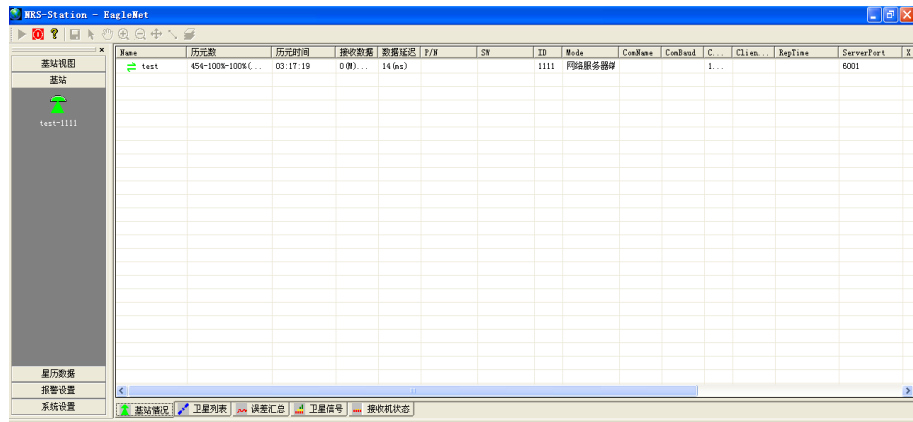 NRS-Station - EagleNet
基站视图
基站
test-1111
星历数据
报警设置
系统设置
Name 历元数 历元时间 接收数据 数据延迟 P/N SN ID Mode ComName ComBaud C... Clien... RepTime ServerPort X
test 454-100%-100%(... 03:17:19 0(M)... 14(ms) 1111 网络服务器端 1... 6001
基站情况 卫星列表 误差汇总 卫星信号 接收机状态